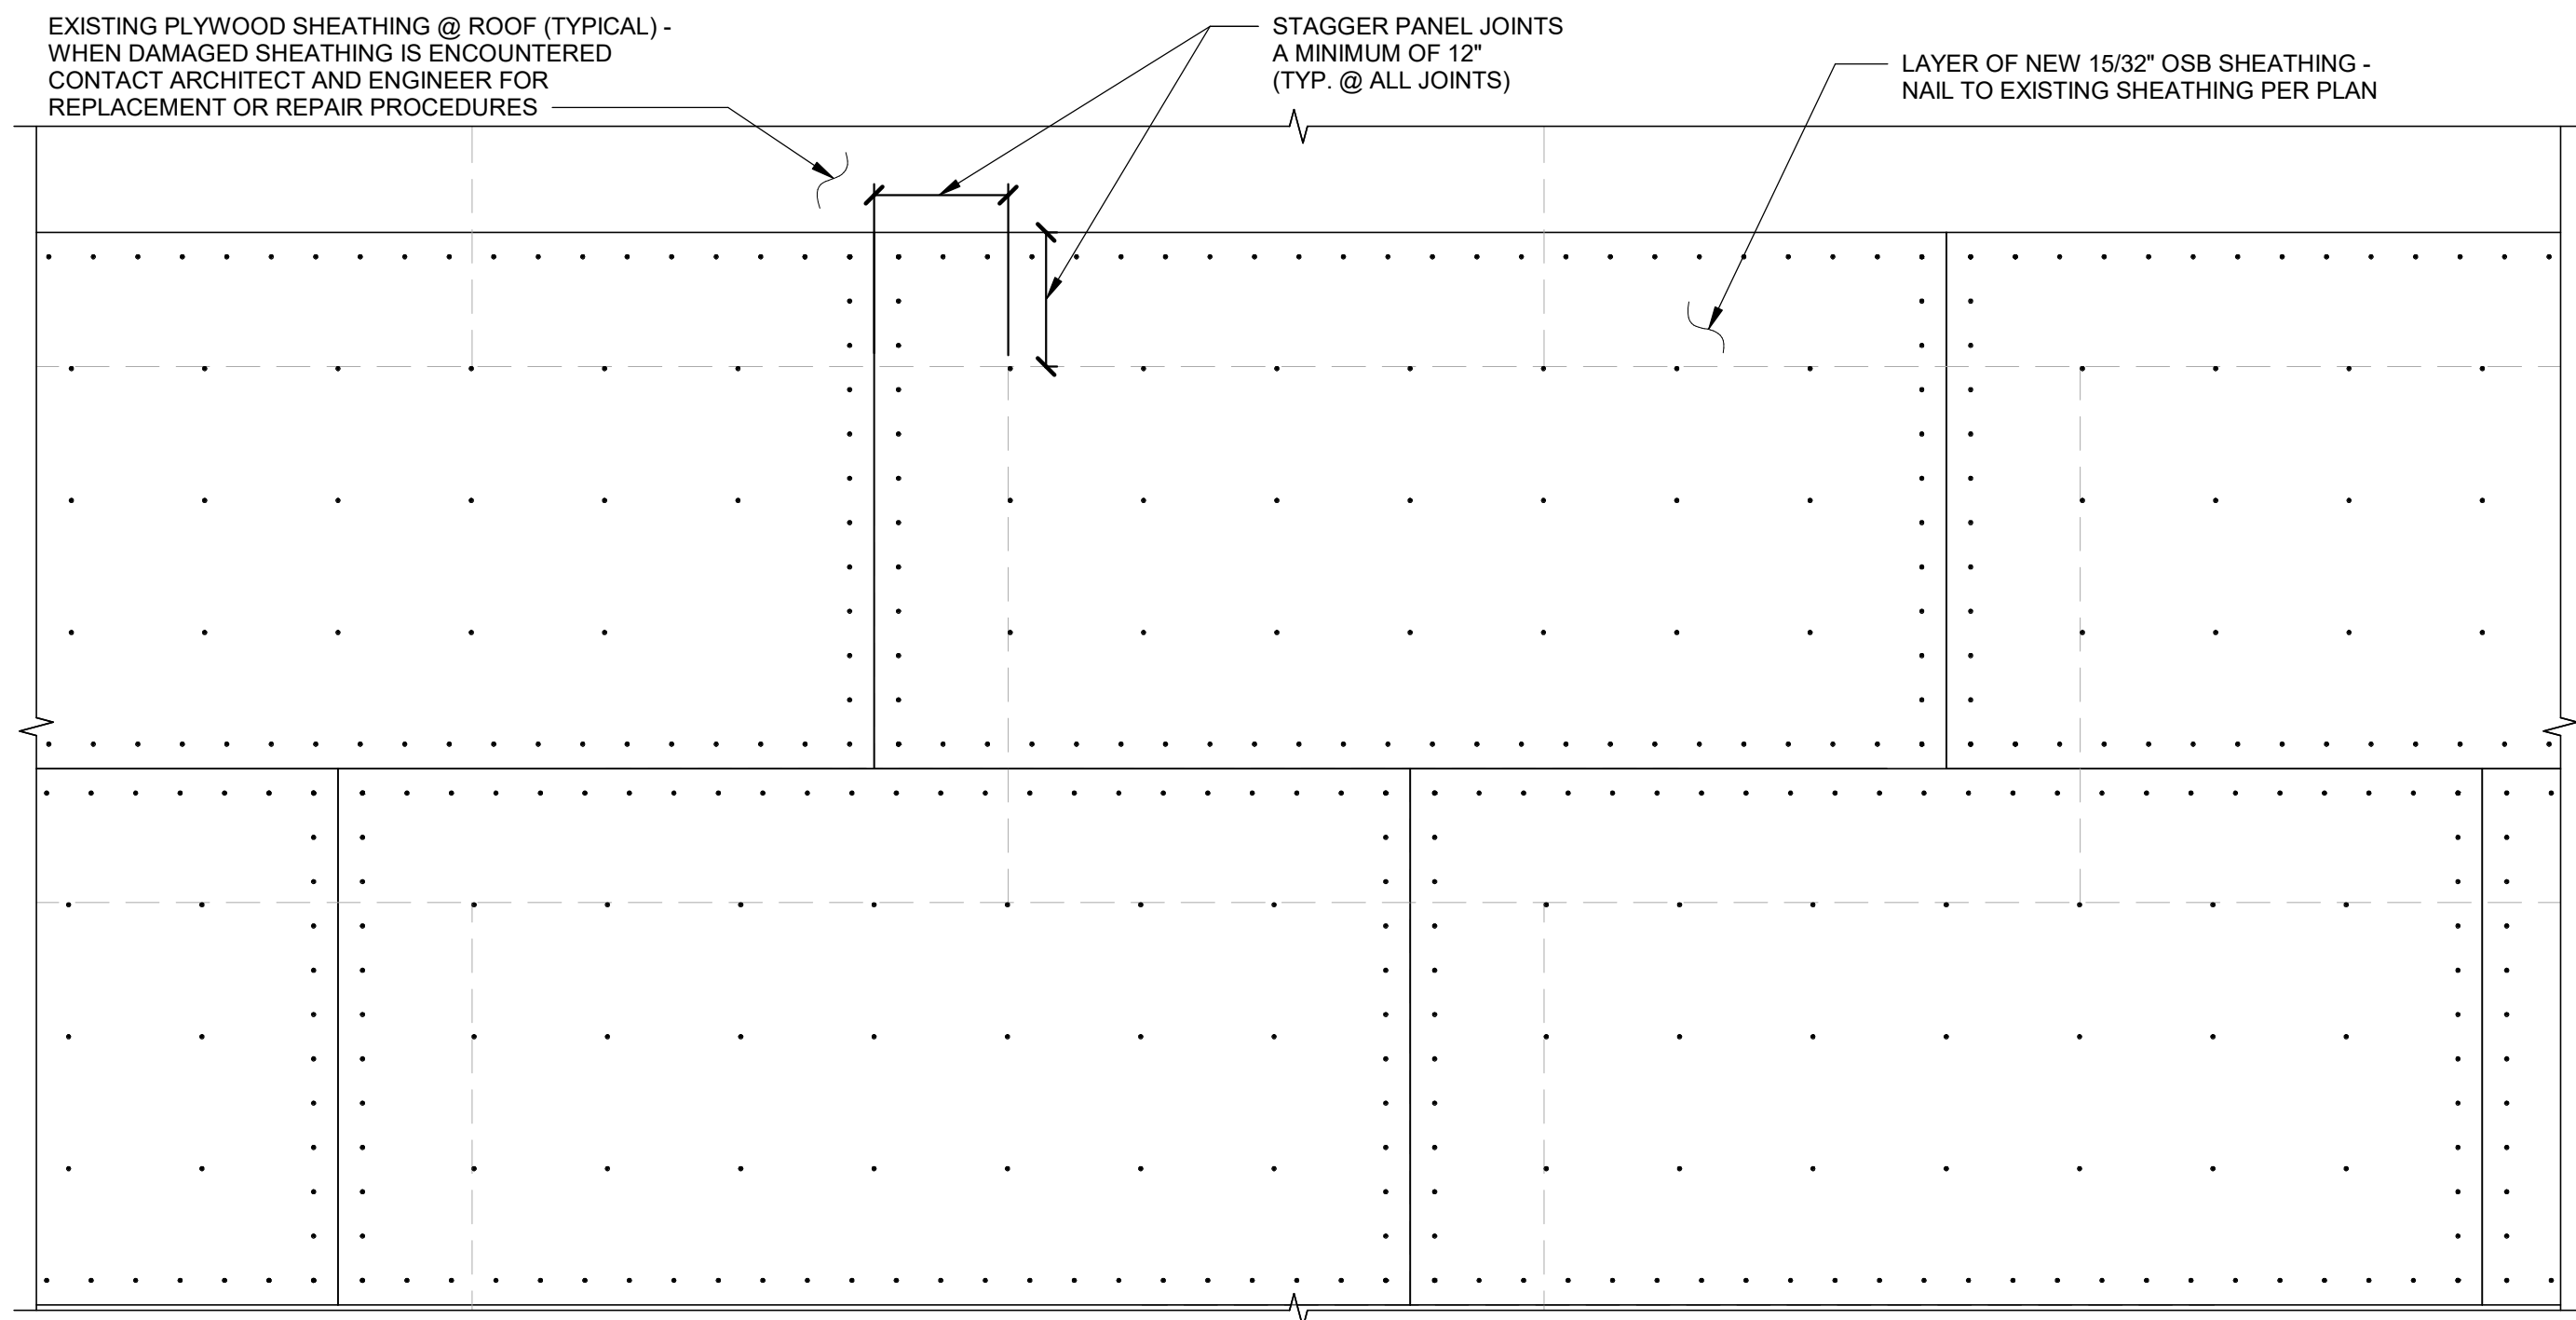 EXISTING PLYWOOD SHEATHING @ ROOF (TYPICAL) -
WHEN DAMAGED SHEATHING IS ENCOUNTERED
CONTACT ARCHITECT AND ENGINEER FOR
REPLACEMENT OR REPAIR PROCEDURES
STAGGER PANEL JOINTS
A MINIMUM OF 12"
(TYP. @ ALL JOINTS)
LAYER OF NEW 15/32" OSB SHEATHING -
NAIL TO EXISTING SHEATHING PER PLAN